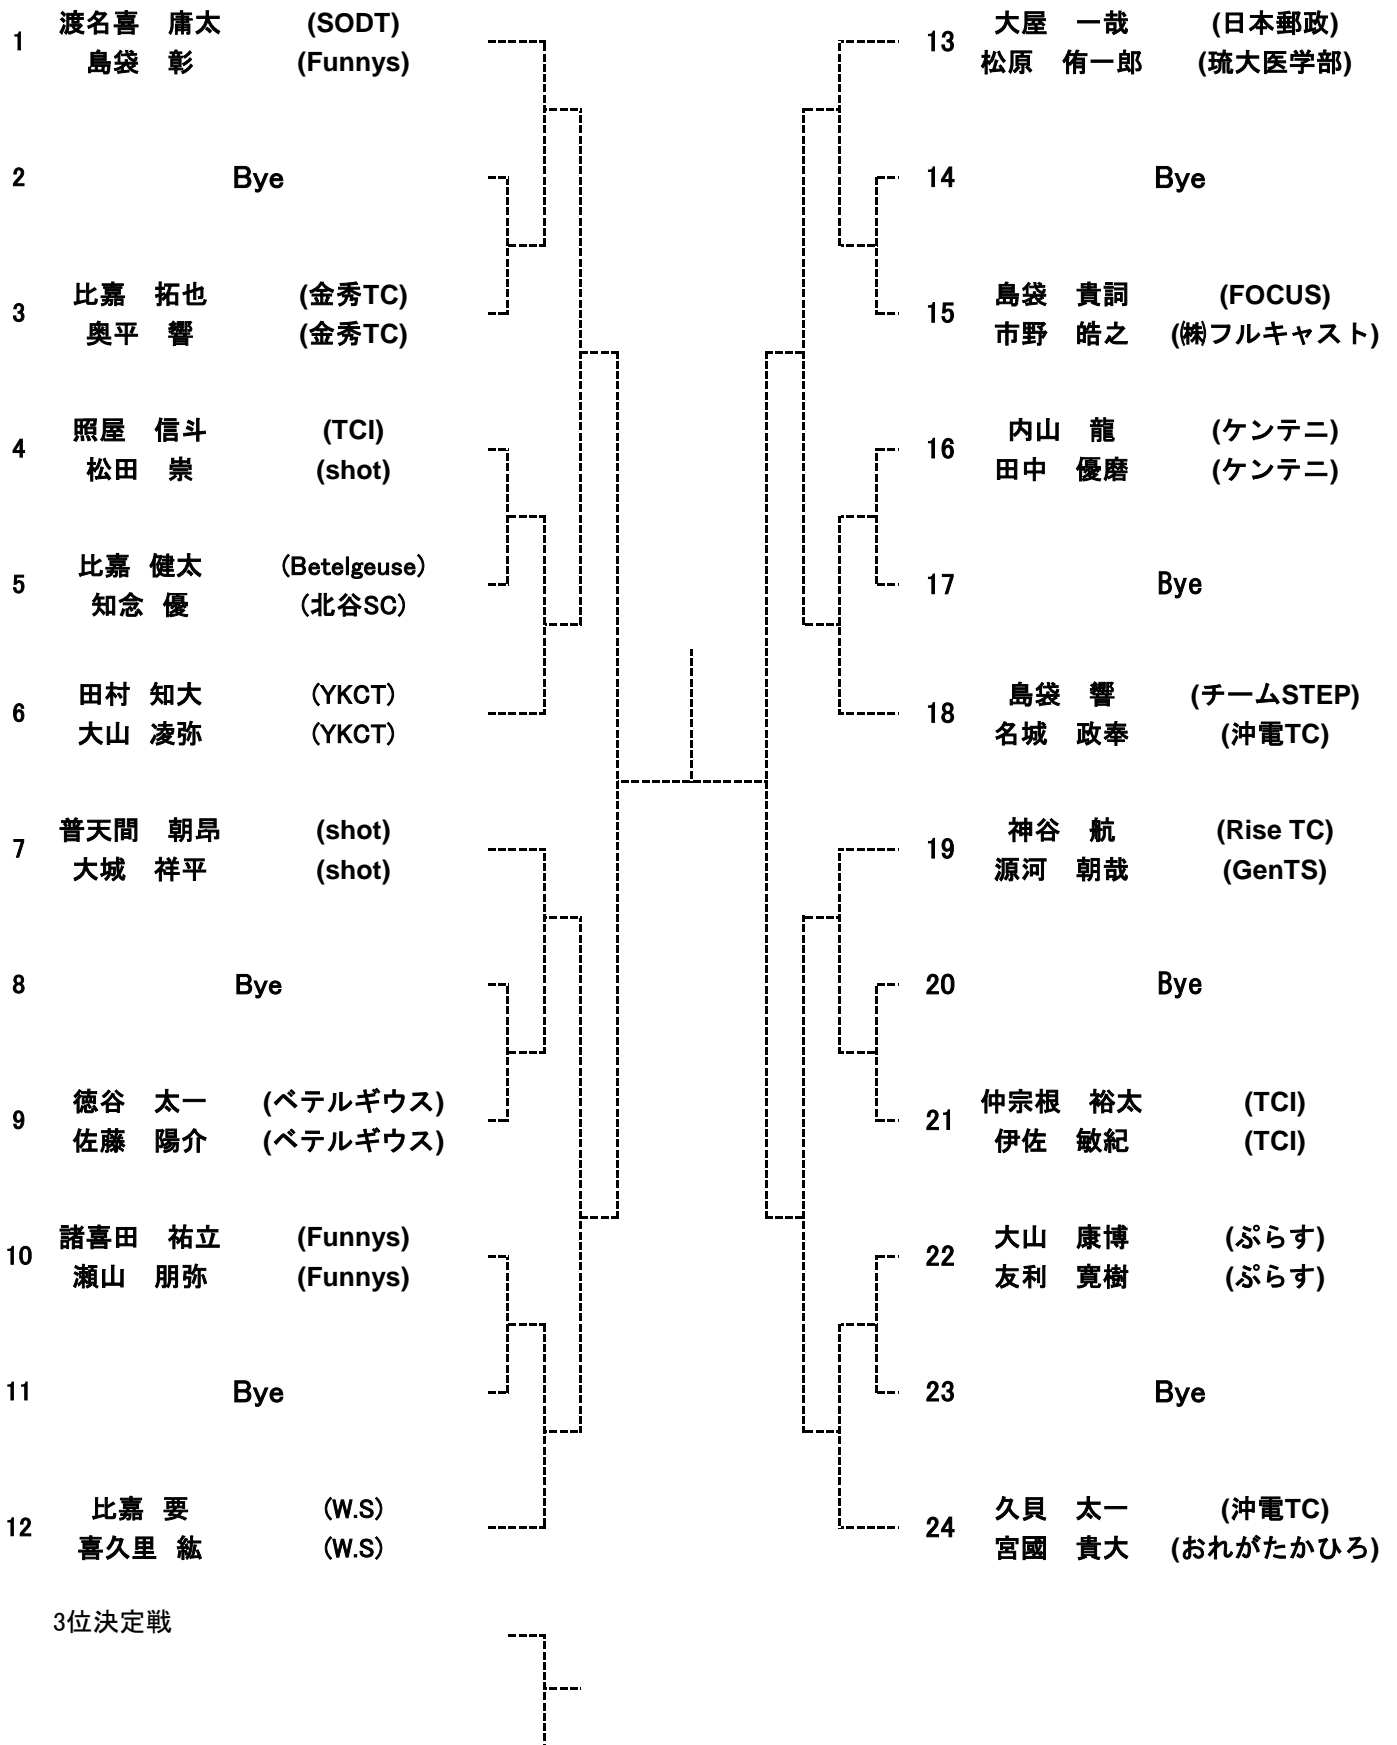 1 渡名喜　庸太 (SODT)
島袋　彰 (Funnys)
2 Bye
3 比嘉　拓也 (金秀TC)
奥平　響 (金秀TC)
4 照屋　信斗 (TCI)
松田　崇 (shot)
5 比嘉 健太 (Betelgeuse)
知念 優 (北谷SC)
6 田村 知大 (YKCT)
大山 凌弥 (YKCT)
7 普天間　朝昂 (shot)
大城　祥平 (shot)
8 Bye
9 徳谷　太一 (ベテルギウス)
佐藤　陽介 (ベテルギウス)
10 諸喜田　祐立 (Funnys)
瀬山　朋弥 (Funnys)
11 Bye
12 比嘉 要 (W.S)
喜久里 紘 (W.S)
3位決定戦
13 大屋　一哉 (日本郵政)
松原　侑一郎 (琉大医学部)
14 Bye
15 島袋　貴詞 (FOCUS)
市野　皓之 (㈱フルキャスト)
16 内山　龍 (ケンテニ)
田中　優磨 (ケンテニ)
17 Bye
18 島袋　響 (チームSTEP)
名城　政奉 (沖電TC)
19 神谷　航 (Rise TC)
源河　朝哉 (GenTS)
20 Bye
21 仲宗根　裕太 (TCI)
伊佐　敏紀 (TCI)
22 大山　康博 (ぷらす)
友利　寛樹 (ぷらす)
23 Bye
24 久貝　太一 (沖電TC)
宮國　貴大 (おれがたかひろ)